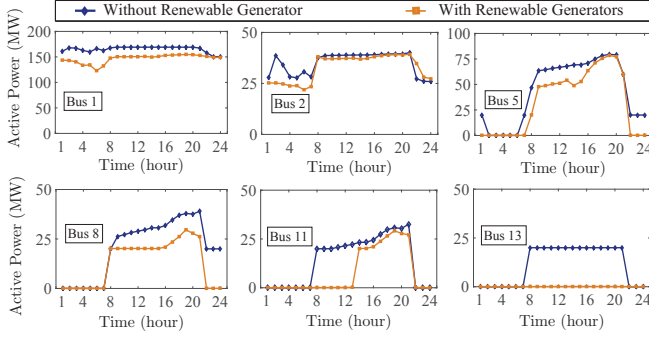 Without Renewable Generator With Renewable Generators
Active Power (MW)
200
150
100
50
0
Bus 1
1 4 8 12 16 20 24
Time (hour)
50
25
0
Bus 2
1 4 8 12 16 20 24
Time (hour)
100
75
50
25
0
Bus 5
1 4 8 12 16 20 24
Time (hour)
Active Power (MW)
50
25
0
Bus 8
1 4 8 12 16 20 24
Time (hour)
50
25
0
Bus 11
1 4 8 12 16 20 24
Time (hour)
50
25
0
Bus 13
1 4 8 12 16 20 24
Time (hour)